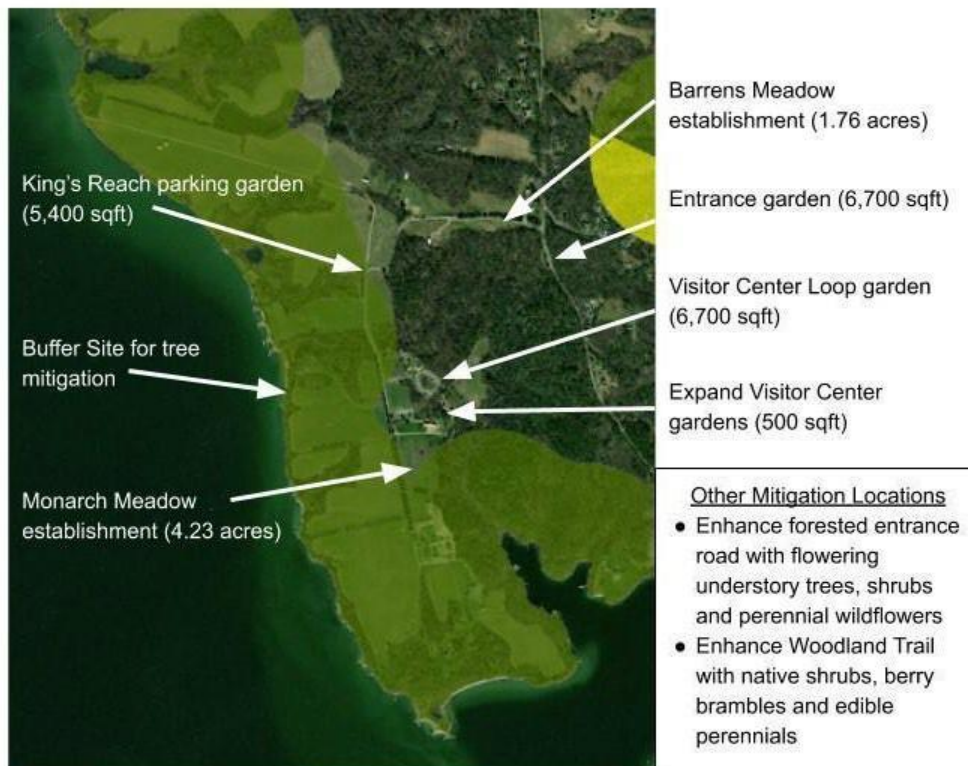 King's Reach parking garden
(5,400 sqft)
Buffer Site for tree
mitigation
Monarch Meadow
establishment (4.23 acres)
Barrens Meadow
establishment (1.76 acres)
Entrance garden (6,700 sqft)
Visitor Center Loop garden
(6,700 sqft)
Expand Visitor Center
gardens (500 sqft)
Other Mitigation Locations
● Enhance forested entrance
road with flowering
understory trees, shrubs
and perennial wildflowers
● Enhance Woodland Trail
with native shrubs, berry
brambles and edible
perennials